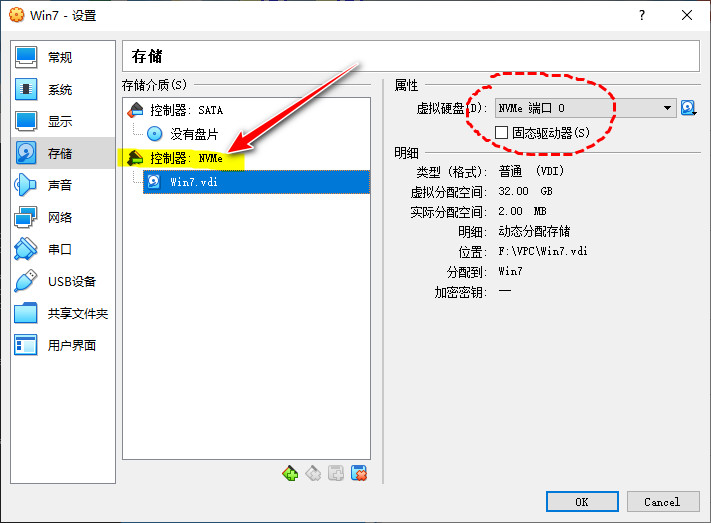 Win7 - 设置
常规
系统
显示
存储
声音
网络
串口
USB设备
共享文件夹
用户界面
存储
存储介质(S)
控制器: SATA
没有盘片
控制器: NVMe
Win7.vdi
属性
虚拟硬盘(D): NVMe 端口 0
固态驱动器(S)
明细
类型 (格式): 普通 (VDI)
虚拟分配空间: 32.00 GB
实际分配空间: 2.00 MB
明细: 动态分配存储
位置: F:\VPC\Win7.vdi
分配到: Win7
加密密钥: —
OK
Cancel